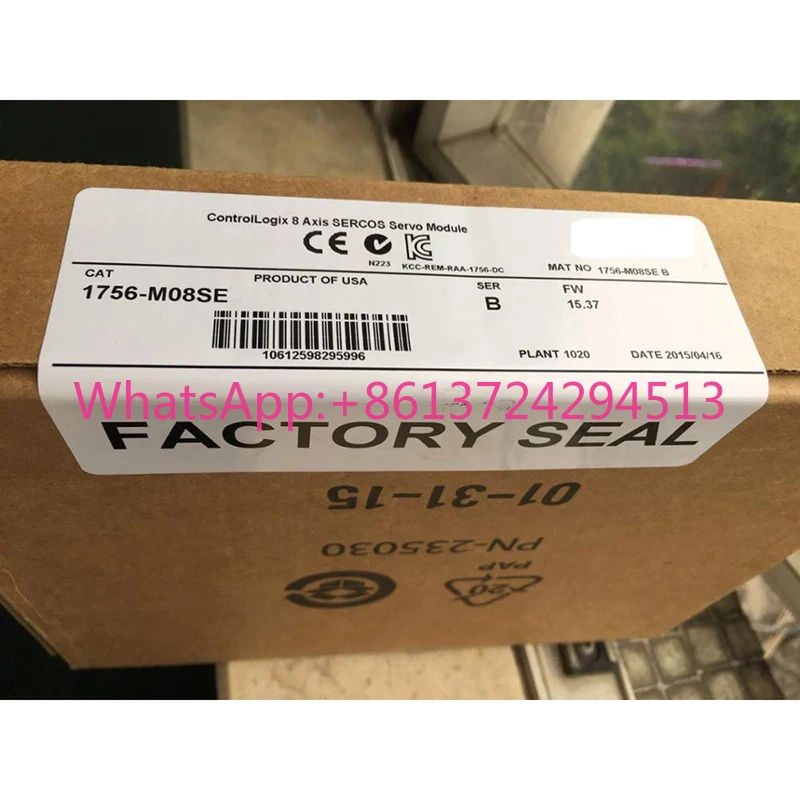 ControlLogix 8 Axis SERCOS Servo Module
CE
N223 KCC-REM-RAA-1756-DC
MAT NO 1756-M08SE B
CAT
PRODUCT OF USA
SER
FW
1756-M08SE
B
15.37
10612598295996
PLANT 1020
DATE 2015/04/16
WhatsApp:+8613724294513
FACTORY SEAL
01-31-15
PN-235030
PAP
20